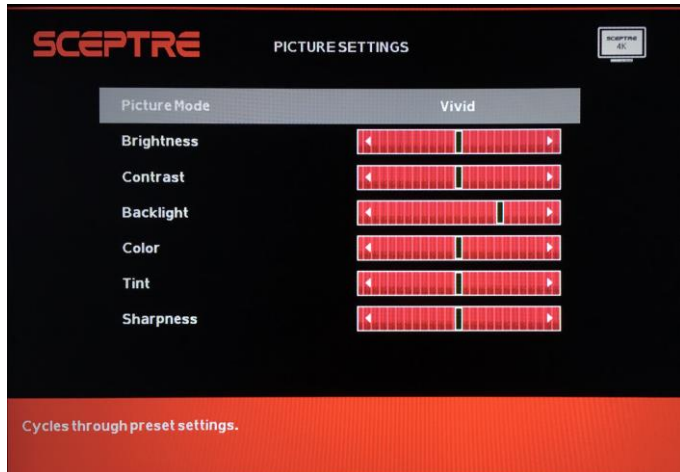 SCEPTRE
PICTURE SETTINGS
SCEPTRE
4K
Picture Mode Vivid
Brightness
Contrast
Backlight
Color
Tint
Sharpness
Cycles through preset settings.